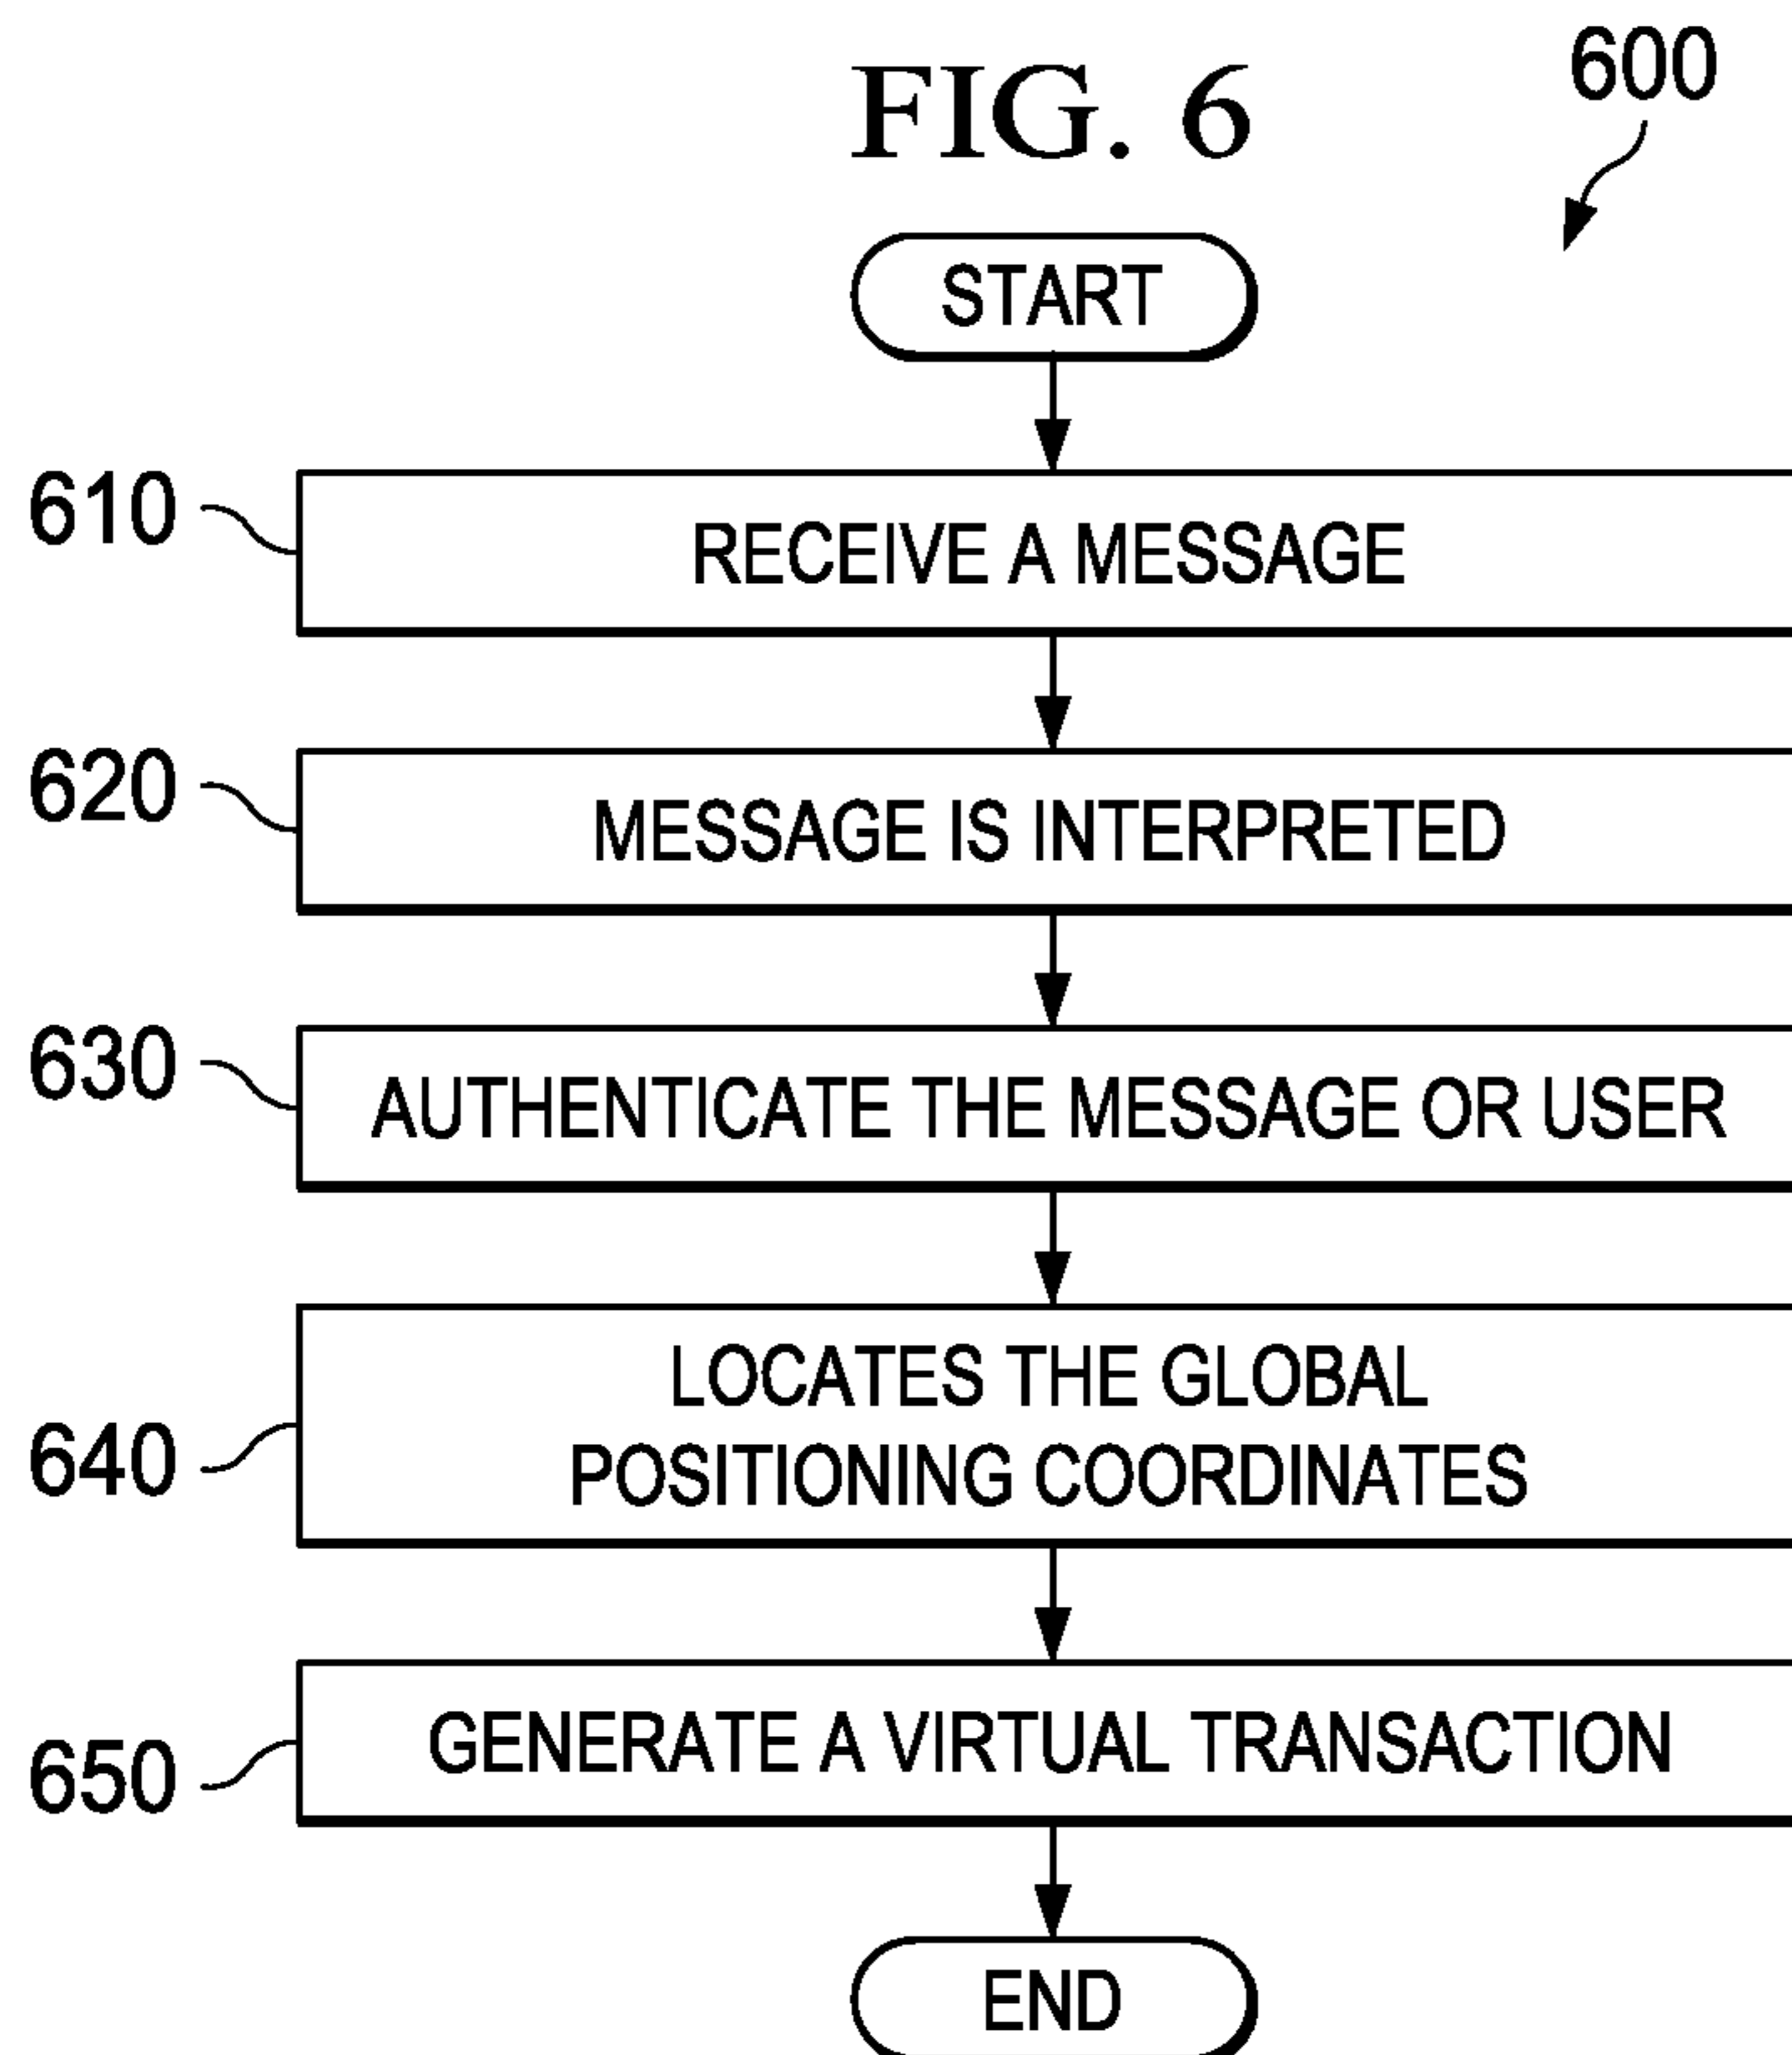 FIG. 6
600
START
610
RECEIVE A MESSAGE
620
MESSAGE IS INTERPRETED
630
AUTHENTICATE THE MESSAGE OR USER
640
LOCATES THE GLOBAL
POSITIONING COORDINATES
650
GENERATE A VIRTUAL TRANSACTION
END